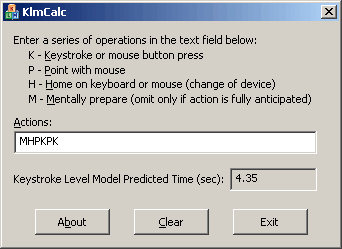 KlmCalc
Enter a series of operations in the text field below:
K - Keystroke or mouse button press
P - Point with mouse
H - Home on keyboard or mouse (change of device)
M - Mentally prepare (omit only if action is fully anticipated)
Actions:
MHPKPK
Keystroke Level Model Predicted Time (sec): 4.35
About Clear Exit